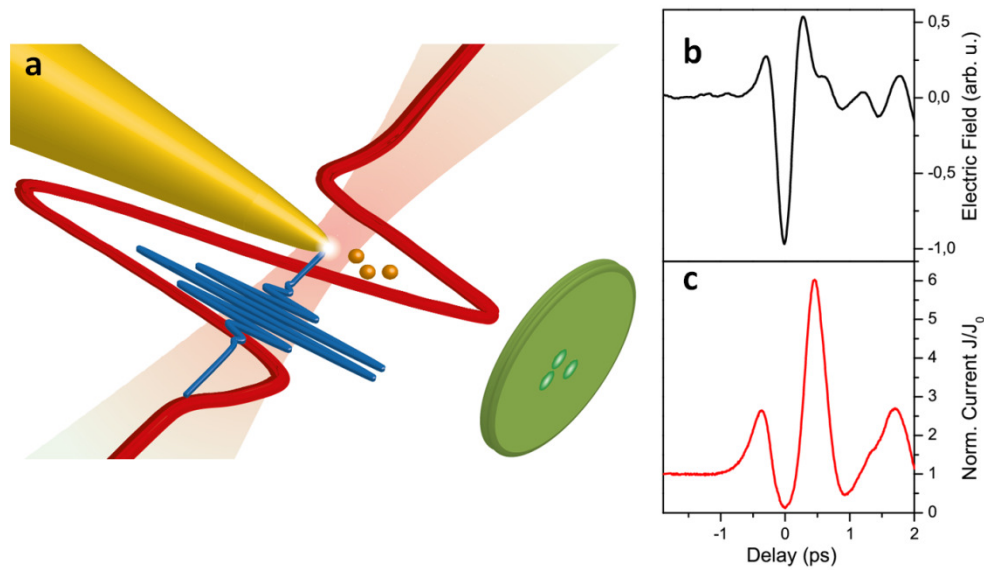 a
b
0,5
0,0
-0,5
-1,0
Electric Field (arb. u.)
c
6
5
4
3
2
1
0
Norm. Current J/J₀
-1 0 1 2
Delay (ps)